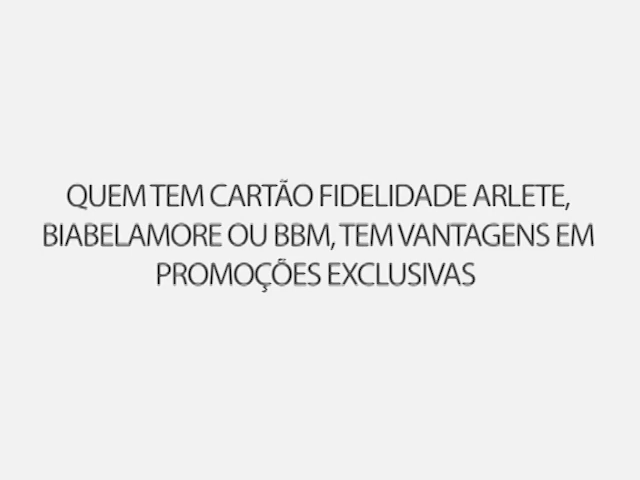 QUEM TEM CARTÃO FIDELIDADE ARLETE,
BIABELAMORE OU BBM, TEM VANTAGENS EM
PROMOÇÕES EXCLUSIVAS